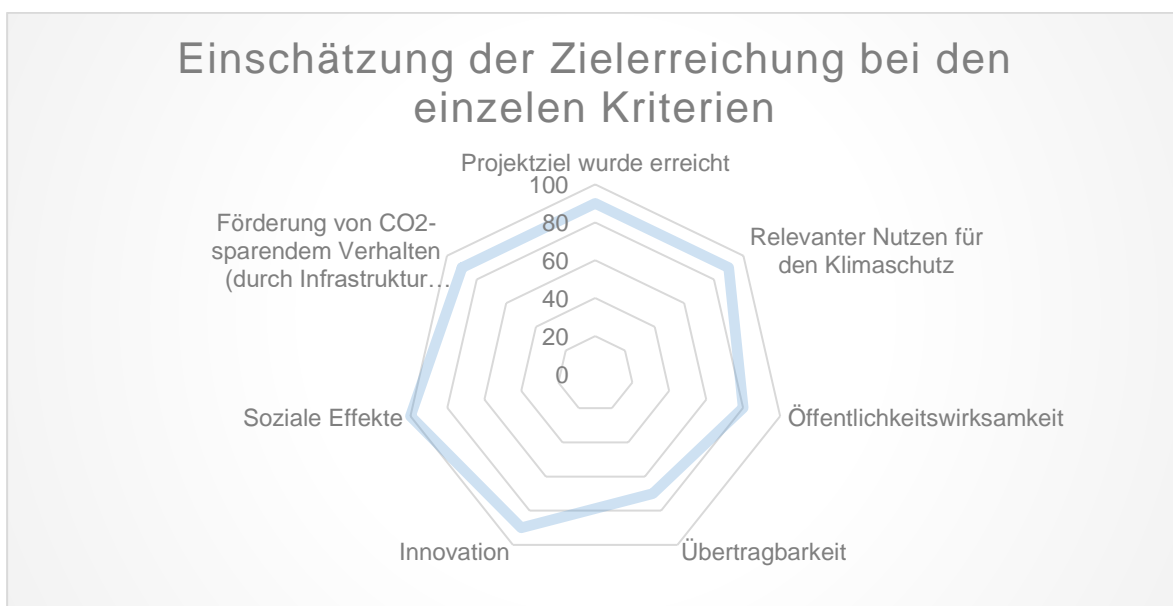 Einschätzung der Zielerreichung bei den
einzelen Kriterien
Projektziel wurde erreicht
Relevanter Nutzen für
den Klimaschutz
Öffentlichkeitswirksamkeit
Übertragbarkeit
Innovation
Soziale Effekte
Förderung von CO2-
sparendem Verhalten
(durch Infrastruktur…
100
80
60
40
20
0